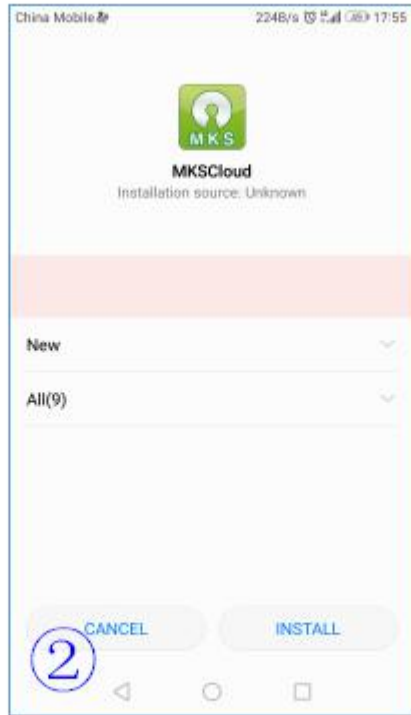 China Mobile 224B/s 17:55
MKS
MKSCloud
Installation source: Unknown
New
All(9)
CANCEL INSTALL
②